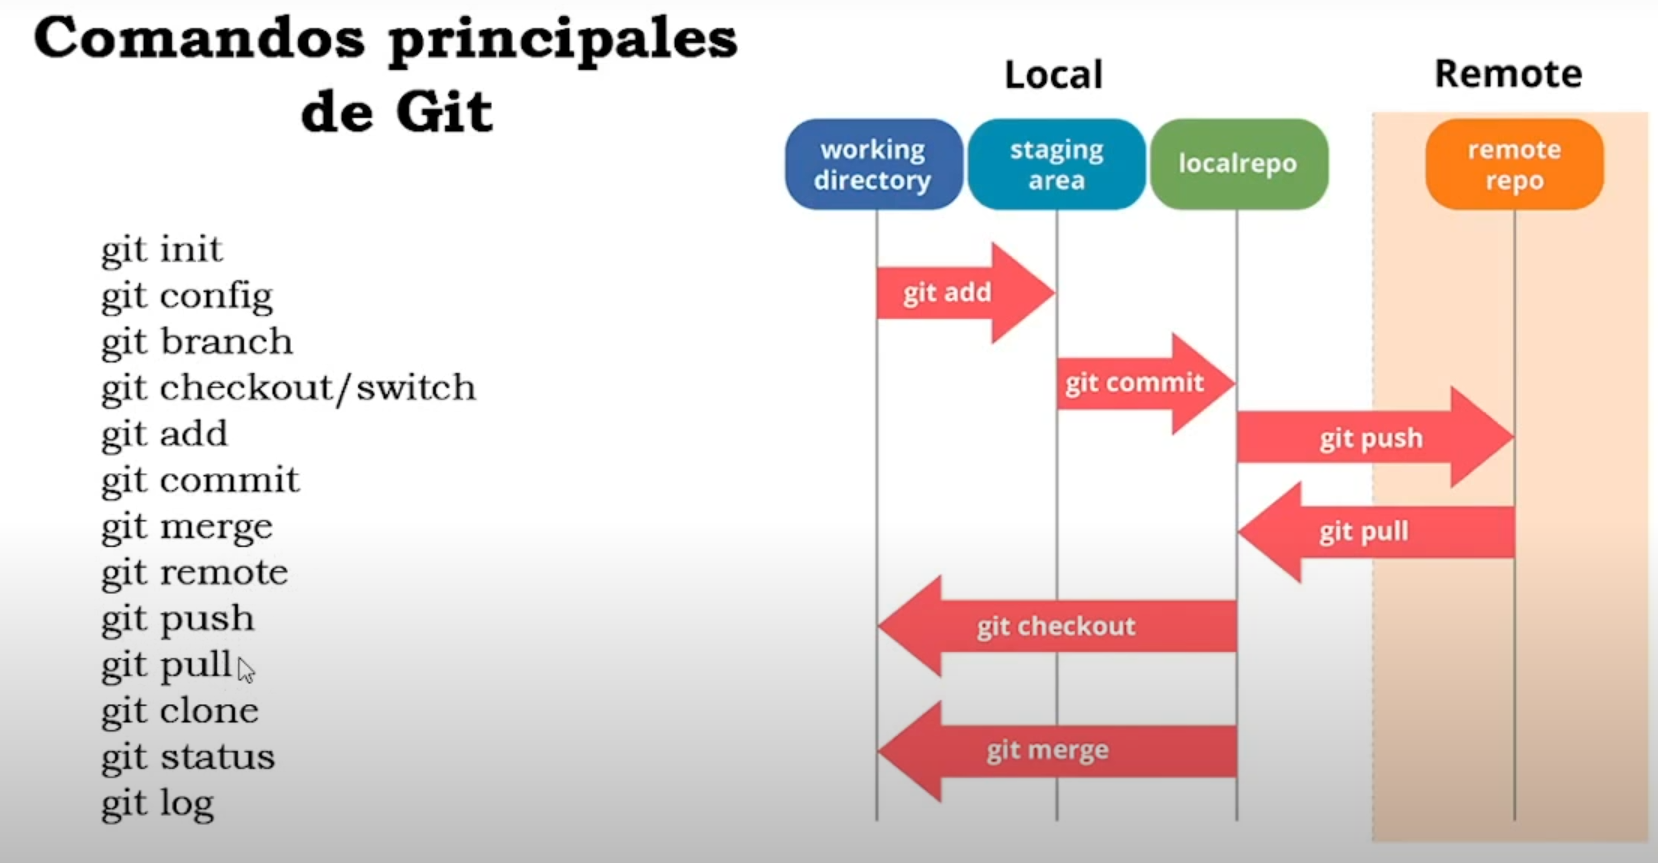 Comandos principales
de Git
git init
git config
git branch
git checkout/switch
git add
git commit
git merge
git remote
git push
git pull
git clone
git status
git log
Local
Remote
working
directory
staging
area
localrepo
remote
repo
git add
git commit
git push
git pull
git checkout
git merge